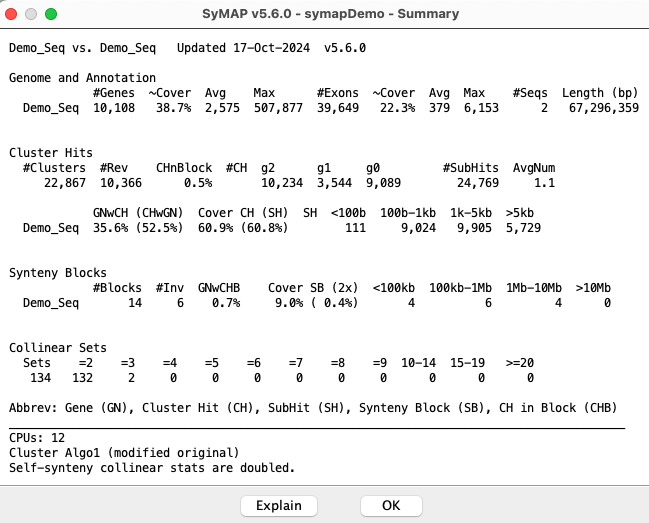 SyMAP v5.6.0 - symapDemo - Summary
Demo_Seq vs. Demo_Seq   Updated 17-Oct-2024  v5.6.0
Genome and Annotation
            #Genes  ~Cover  Avg    Max      #Exons  ~Cover  Avg  Max    #Seqs  Length (bp)
  Demo_Seq  10,108   38.7%  2,575  507,877  39,649   22.3%  379  6,153      2   67,296,359
Cluster Hits
  #Clusters  #Rev    CHnBlock  #CH  g2      g1     g0         #SubHits  AvgNum
     22,867  10,366      0.5%       10,234  3,544  9,089        24,769     1.1
            GNwCH (CHwGN)  Cover CH (SH)  SH  <100b  100b-1kb  1k-5kb  >5kb
  Demo_Seq  35.6% (52.5%)  60.9% (60.8%)        111     9,024   9,905  5,729
Synteny Blocks
            #Blocks  #Inv  GNwCHB    Cover SB (2x)  <100kb  100kb-1Mb  1Mb-10Mb  >10Mb
  Demo_Seq       14     6    0.7%     9.0% ( 0.4%)       4          6         4      0
Collinear Sets
  Sets   =2    =3    =4    =5    =6    =7    =8    =9  10-14  15-19   >=20
   134  132     2     0     0     0     0     0     0      0      0      0
Abbrev: Gene (GN), Cluster Hit (CH), SubHit (SH), Synteny Block (SB), CH in Block (CHB)
CPUs: 12
Cluster Algo1 (modified original)
Self-synteny collinear stats are doubled.
Explain   OK